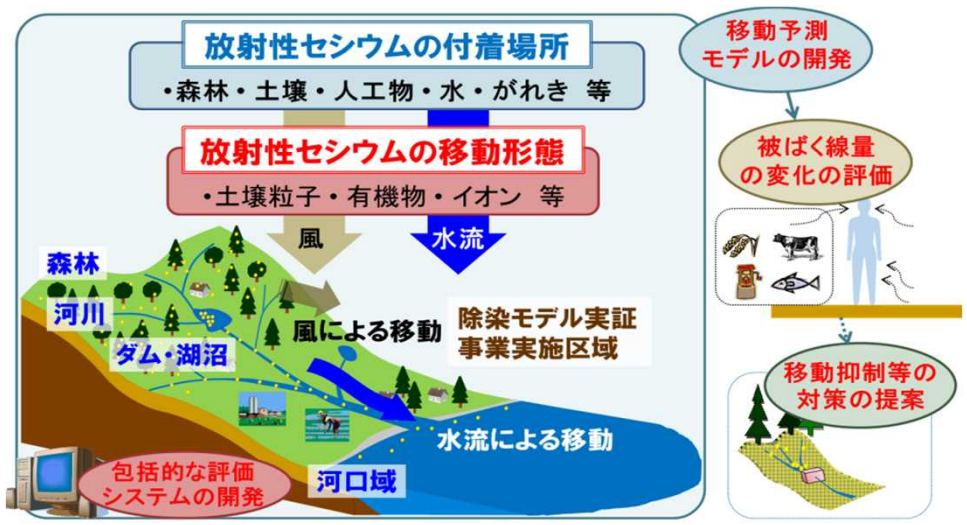 放射性セシウムの付着場所
・森林・土壌・人工物・水・がれき 等
放射性セシウムの移動形態
・土壌粒子・有機物・イオン 等
風
水流
森林
河川
ダム・湖沼
風による移動
除染モデル実証
事業実施区域
水流による移動
河口域
包括的な評価
システムの開発
移動予測
モデルの開発
被ばく線量
の変化の評価
移動抑制等の
対策の提案